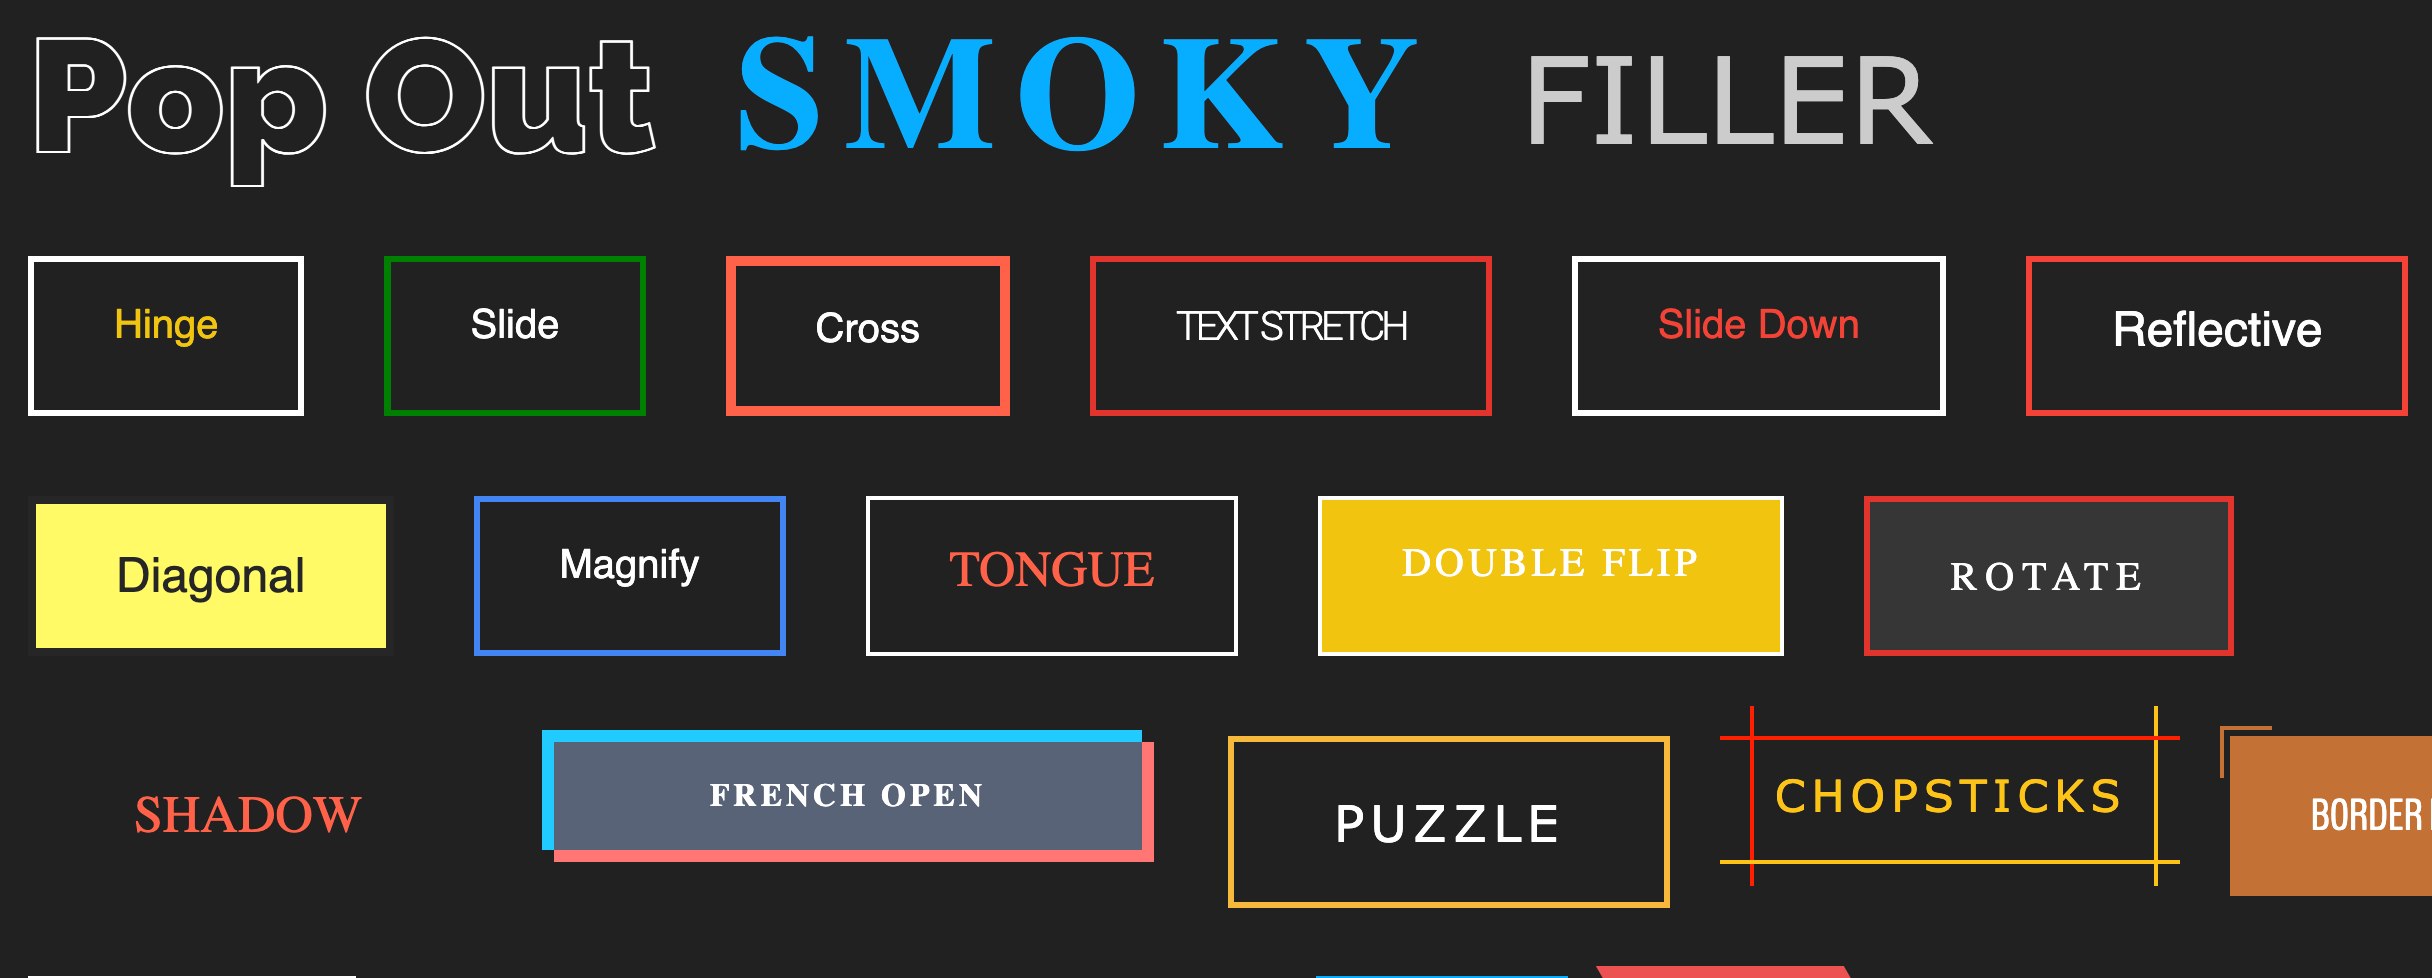 Pop Out SMOKY FILLER
Hinge Slide Cross TEXT STRETCH Slide Down Reflective
Diagonal Magnify TONGUE DOUBLE FLIP ROTATE
SHADOW FRENCH OPEN PUZZLE CHOPSTICKS BORDER